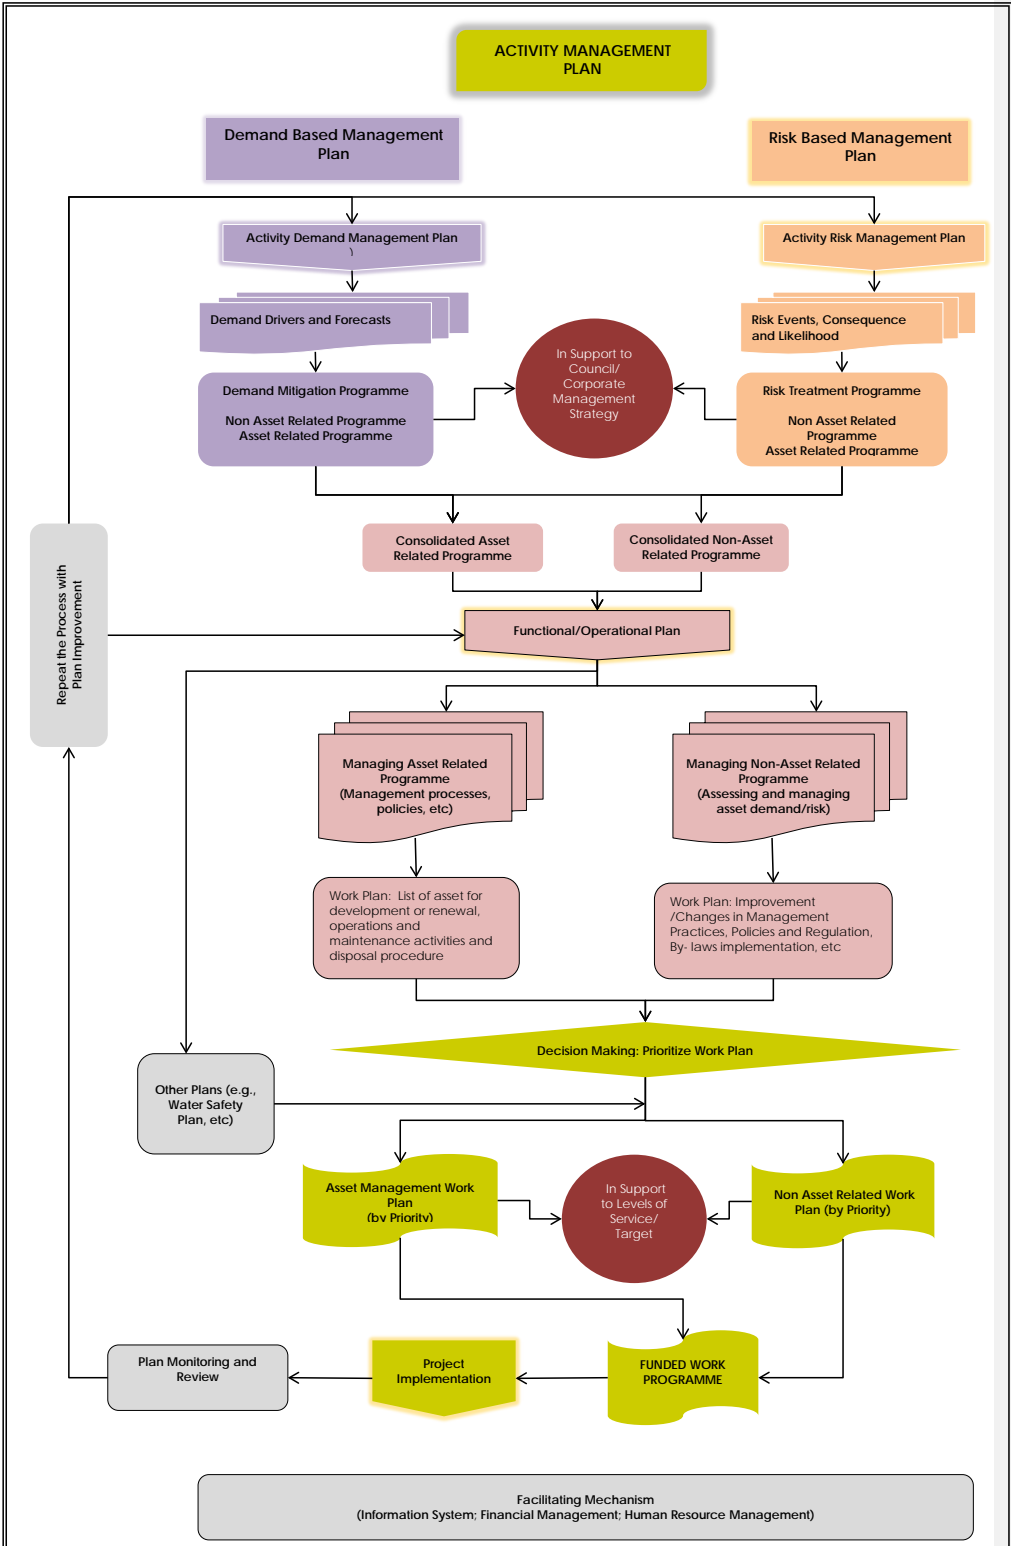 ACTIVITY MANAGEMENT
PLAN
Demand Based Management
Plan
Risk Based Management
Plan
Activity Demand Management Plan
)
Activity Risk Management Plan
Demand Drivers and Forecasts
Risk Events, Consequence
and Likelihood
In Support to
Council/
Corporate
Management
Strategy
Demand Mitigation Programme
Non Asset Related Programme
Asset Related Programme
Risk Treatment Programme
Non Asset Related
Programme
Asset Related Programme
Consolidated Asset
Related Programme
Consolidated Non-Asset
Related Programme
Repeat the Process with
Plan Improvement
Functional/Operational Plan
Managing Asset Related
Programme
(Management processes,
policies, etc)
Managing Non-Asset Related
Programme
(Assessing and managing
asset demand/risk)
Work Plan:  List of asset for
development or renewal,
operations and
maintenance activities and
disposal procedure
Work Plan: Improvement
/Changes in Management
Practices, Policies and Regulation,
By- laws implementation, etc
Decision Making: Prioritize Work Plan
Other Plans (e.g.,
Water Safety
Plan, etc)
Asset Management Work
Plan
(by Priority)
In Support
to Levels of
Service/
Target
Non Asset Related Work
Plan (by Priority)
Plan Monitoring and
Review
Project
Implementation
FUNDED WORK
PROGRAMME
Facilitating Mechanism
(Information System; Financial Management; Human Resource Management)